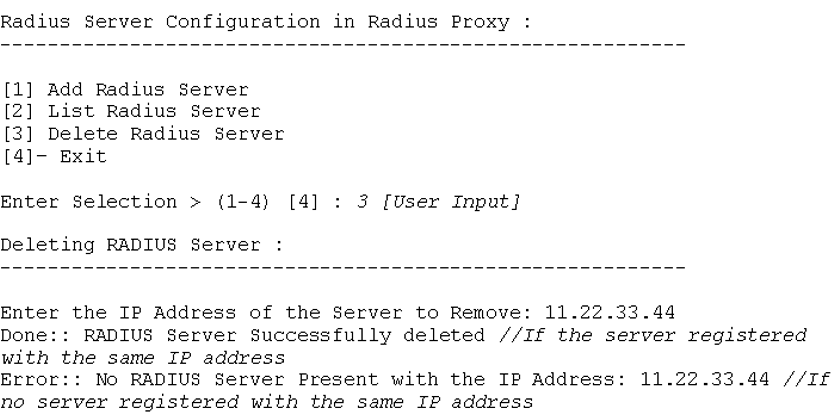 Radius Server Configuration in Radius Proxy :
---------------------------------------------------------
[1] Add Radius Server
[2] List Radius Server
[3] Delete Radius Server
[4]- Exit
Enter Selection > (1-4) [4] : 3 [User Input]
Deleting RADIUS Server :
---------------------------------------------------------
Enter the IP Address of the Server to Remove: 11.22.33.44
Done:: RADIUS Server Successfully deleted //If the server registered
with the same IP address
Error:: No RADIUS Server Present with the IP Address: 11.22.33.44 //If
no server registered with the same IP address